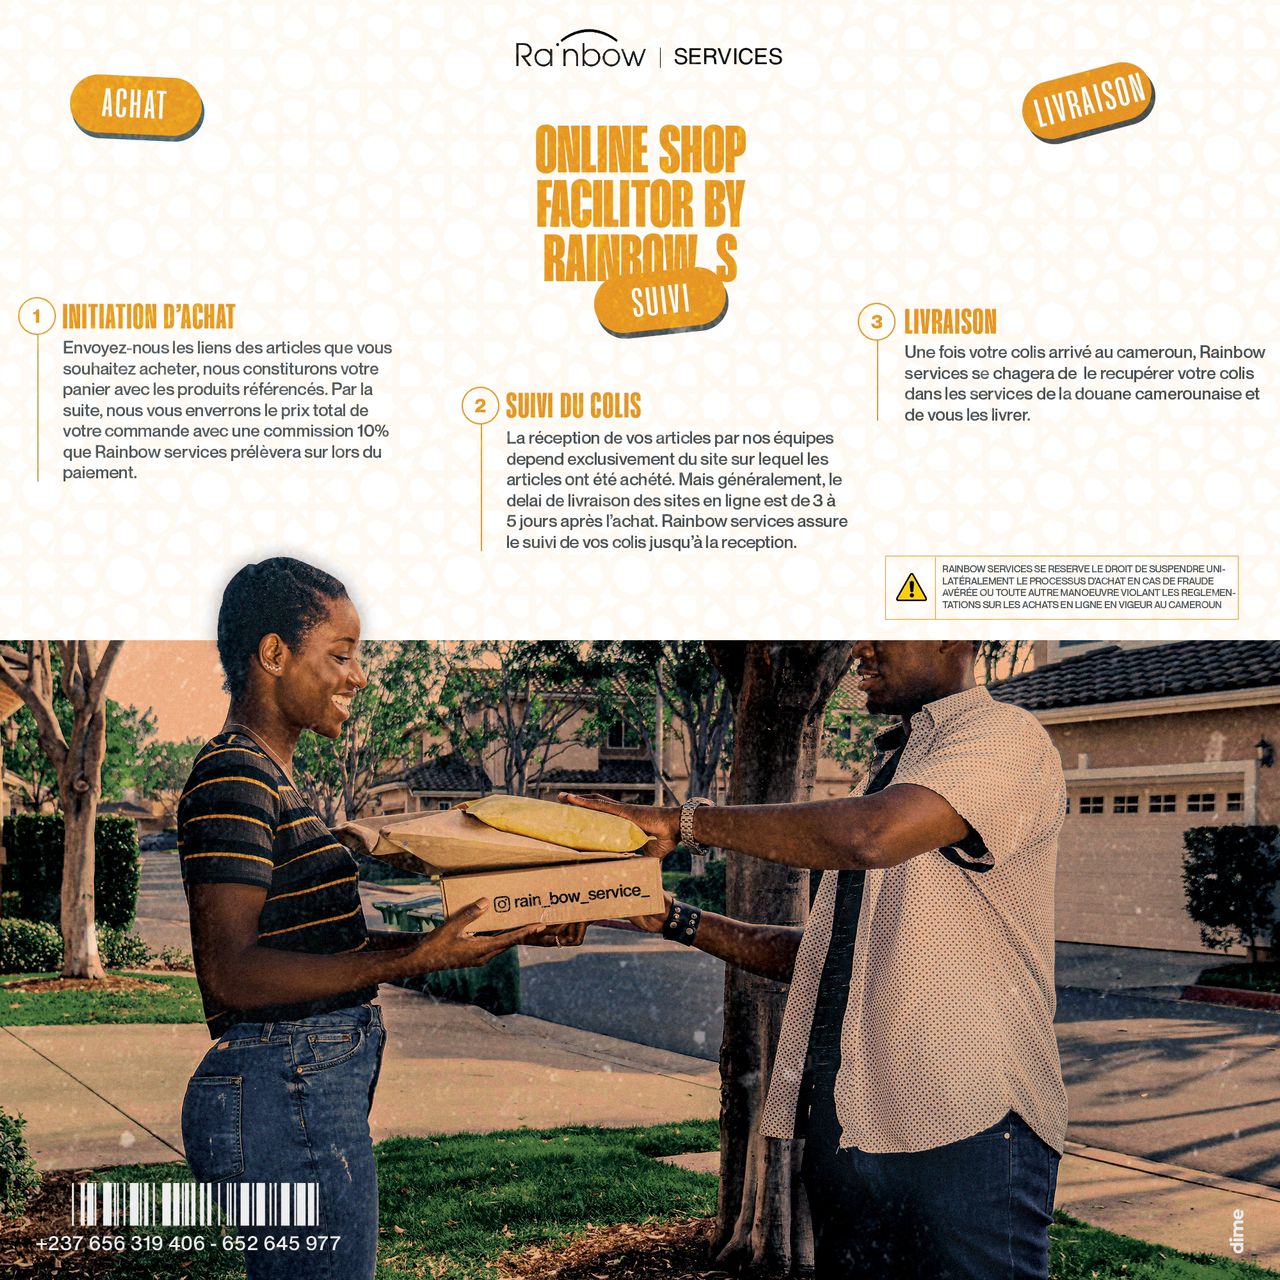 Rainbow | SERVICES
ACHAT
LIVRAISON
ONLINE SHOP
FACILITOR BY
RAINBOW_S
SUIVI
1 INITIATION D'ACHAT
Envoyez-nous les liens des articles que vous
souhaitez acheter, nous constiturons votre
panier avec les produits référencés. Par la
suite, nous vous enverrons le prix total de
votre commande avec une commission 10%
que Rainbow services prélèvera sur lors du
paiement.
2 SUIVI DU COLIS
La réception de vos articles par nos équipes
depend exclusivement du site sur lequel les
articles ont été achété. Mais généralement, le
delai de livraison des sites en ligne est de 3 à
5 jours après l'achat. Rainbow services assure
le suivi de vos colis jusqu'à la reception.
3 LIVRAISON
Une fois votre colis arrivé au cameroun, Rainbow
services se chagera de le recupérer votre colis
dans les services de la douane camerounaise et
de vous les livrer.
RAINBOW SERVICES SE RESERVE LE DROIT DE SUSPENDRE UNI-
LATÉRALEMENT LE PROCESSUS D'ACHAT EN CAS DE FRAUDE
AVÉRÉE OU TOUTE AUTRE MANOEUVRE VIOLANT LES REGLEMEN-
TATIONS SUR LES ACHATS EN LIGNE EN VIGEUR AU CAMEROUN
rain_bow_service_
+237 656 319 406 - 652 645 977
dime